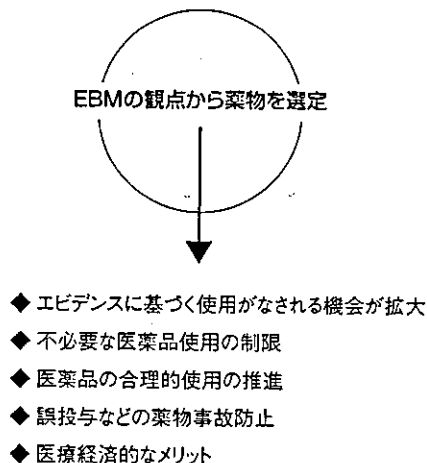 EBMの観点から薬物を選定
◆ エビデンスに基づく使用がなされる機会が拡大
◆ 不必要な医薬品使用の制限
◆ 医薬品の合理的使用の推進
◆ 誤投与などの薬物事故防止
◆ 医療経済的なメリット